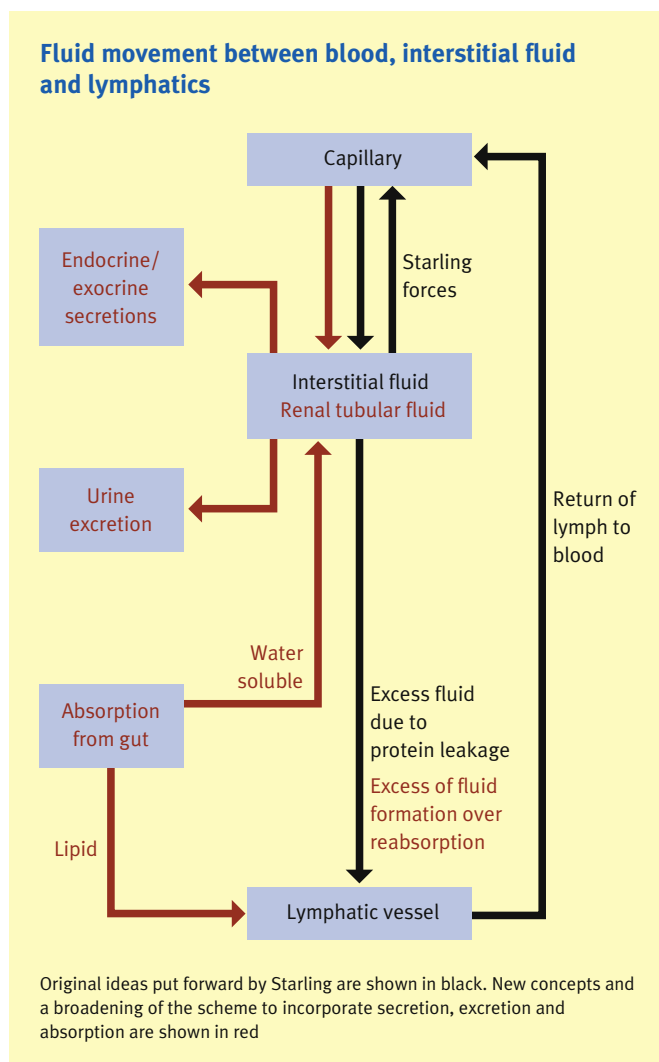 Fluid movement between blood, interstitial fluid
and lymphatics
Capillary
Endocrine/
exocrine
secretions
Starling
forces
Interstitial fluid
Renal tubular fluid
Urine
excretion
Return of
lymph to
blood
Water
soluble
Absorption
from gut
Excess fluid
due to
protein leakage
Excess of fluid
formation over
reabsorption
Lipid
Lymphatic vessel
Original ideas put forward by Starling are shown in black. New concepts and
a broadening of the scheme to incorporate secretion, excretion and
absorption are shown in red